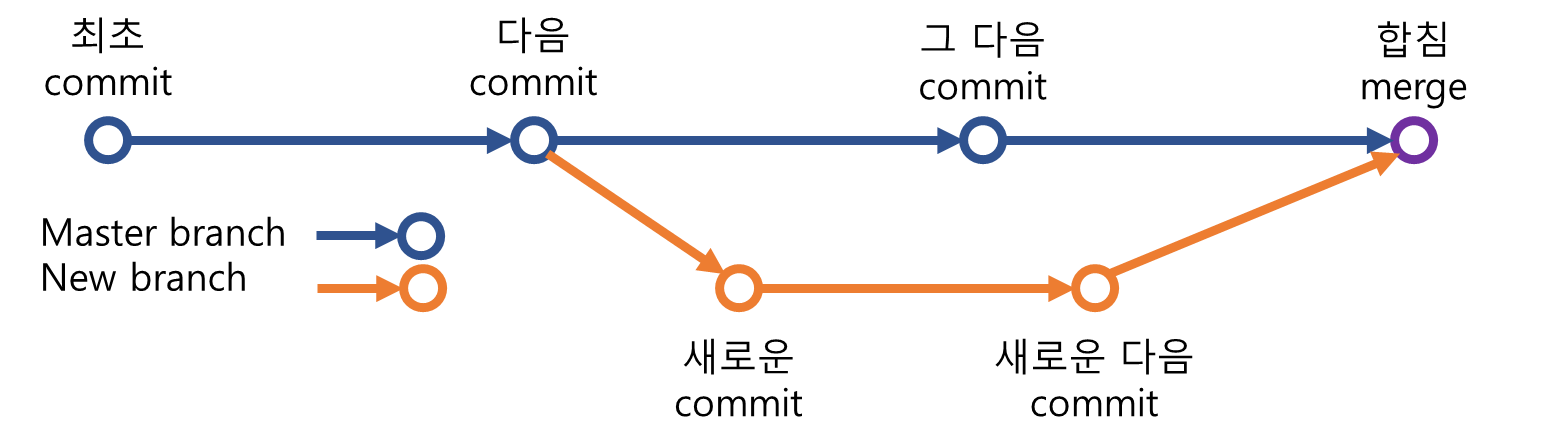 최초
commit
다음
commit
그 다음
commit
합침
merge
Master branch
New branch
새로운
commit
새로운 다음
commit